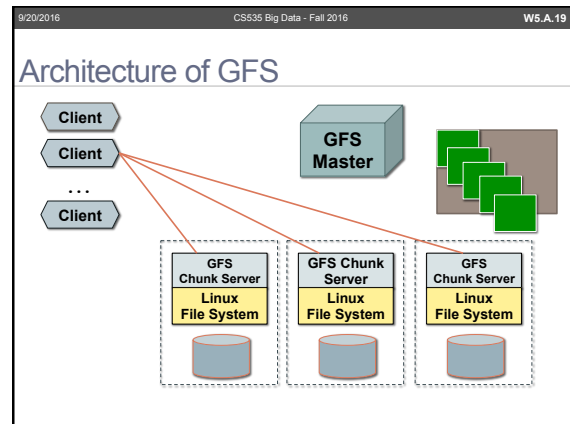 9/20/2016 CS535 Big Data - Fall 2016 W5.A.19
Architecture of GFS
Client
Client
...
Client
GFS
Master
GFS
Chunk Server
Linux
File System
GFS Chunk
Server
Linux
File System
GFS
Chunk Server
Linux
File System